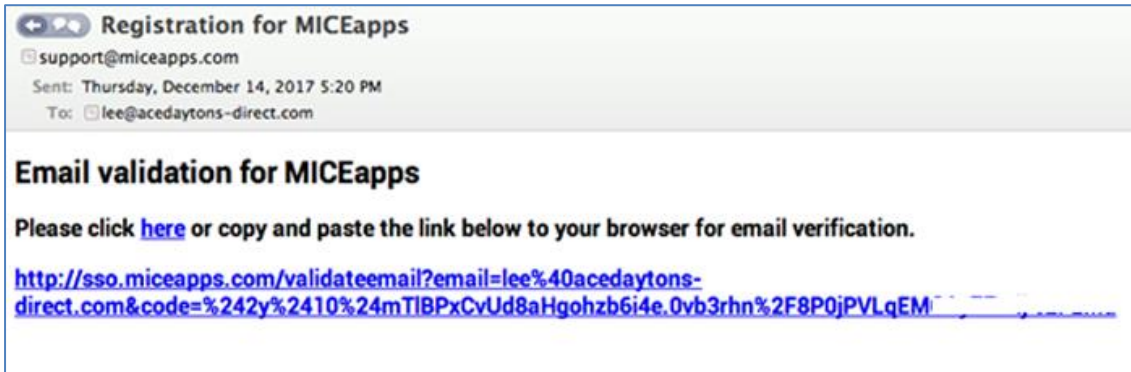 Registration for MICEapps
support@miceapps.com
Sent: Thursday, December 14, 2017 5:20 PM
To: lee@acedaytons-direct.com
Email validation for MICEapps
Please click here or copy and paste the link below to your browser for email verification.
http://sso.miceapps.com/validateemail?email=lee%40acedaytons-
direct.com&code=%242y%2410%24mTlBPxCvUd8aHgohzb6i4e.0vb3rhn%2F8P0jPVLqEM